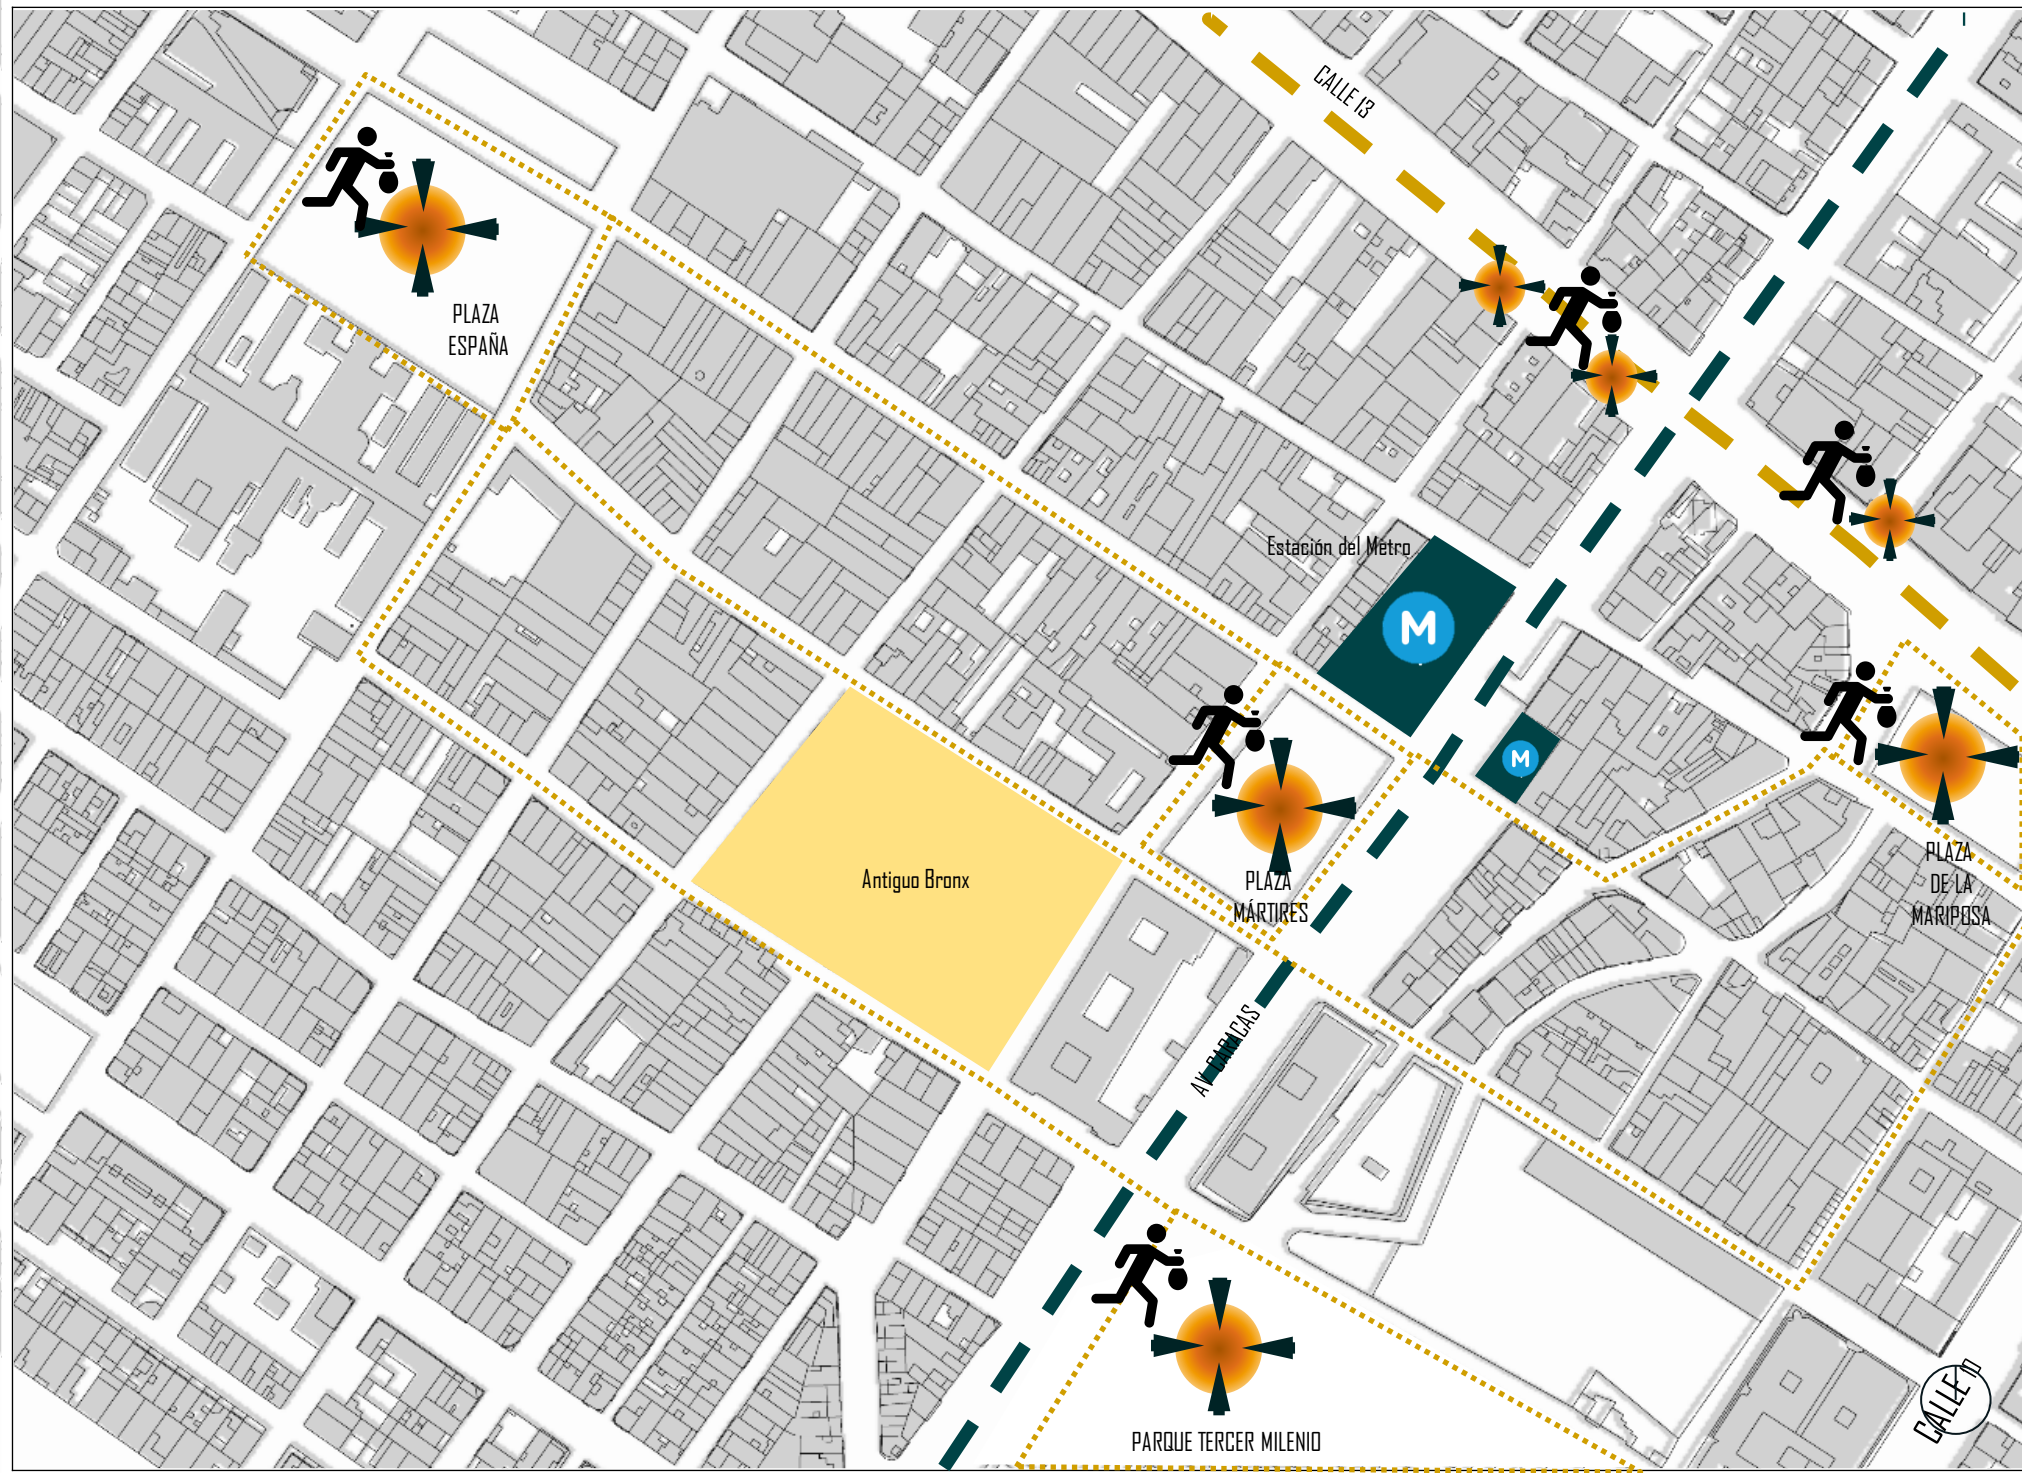 CALLE 13
PLAZA
ESPAÑA
Estación del Metro
M
M
Antiguo Bronx
PLAZA
MÁRTIRES
PLAZA
DE LA
MARIPOSA
AV. CARACAS
PARQUE TERCER MILENIO
CALLE 10